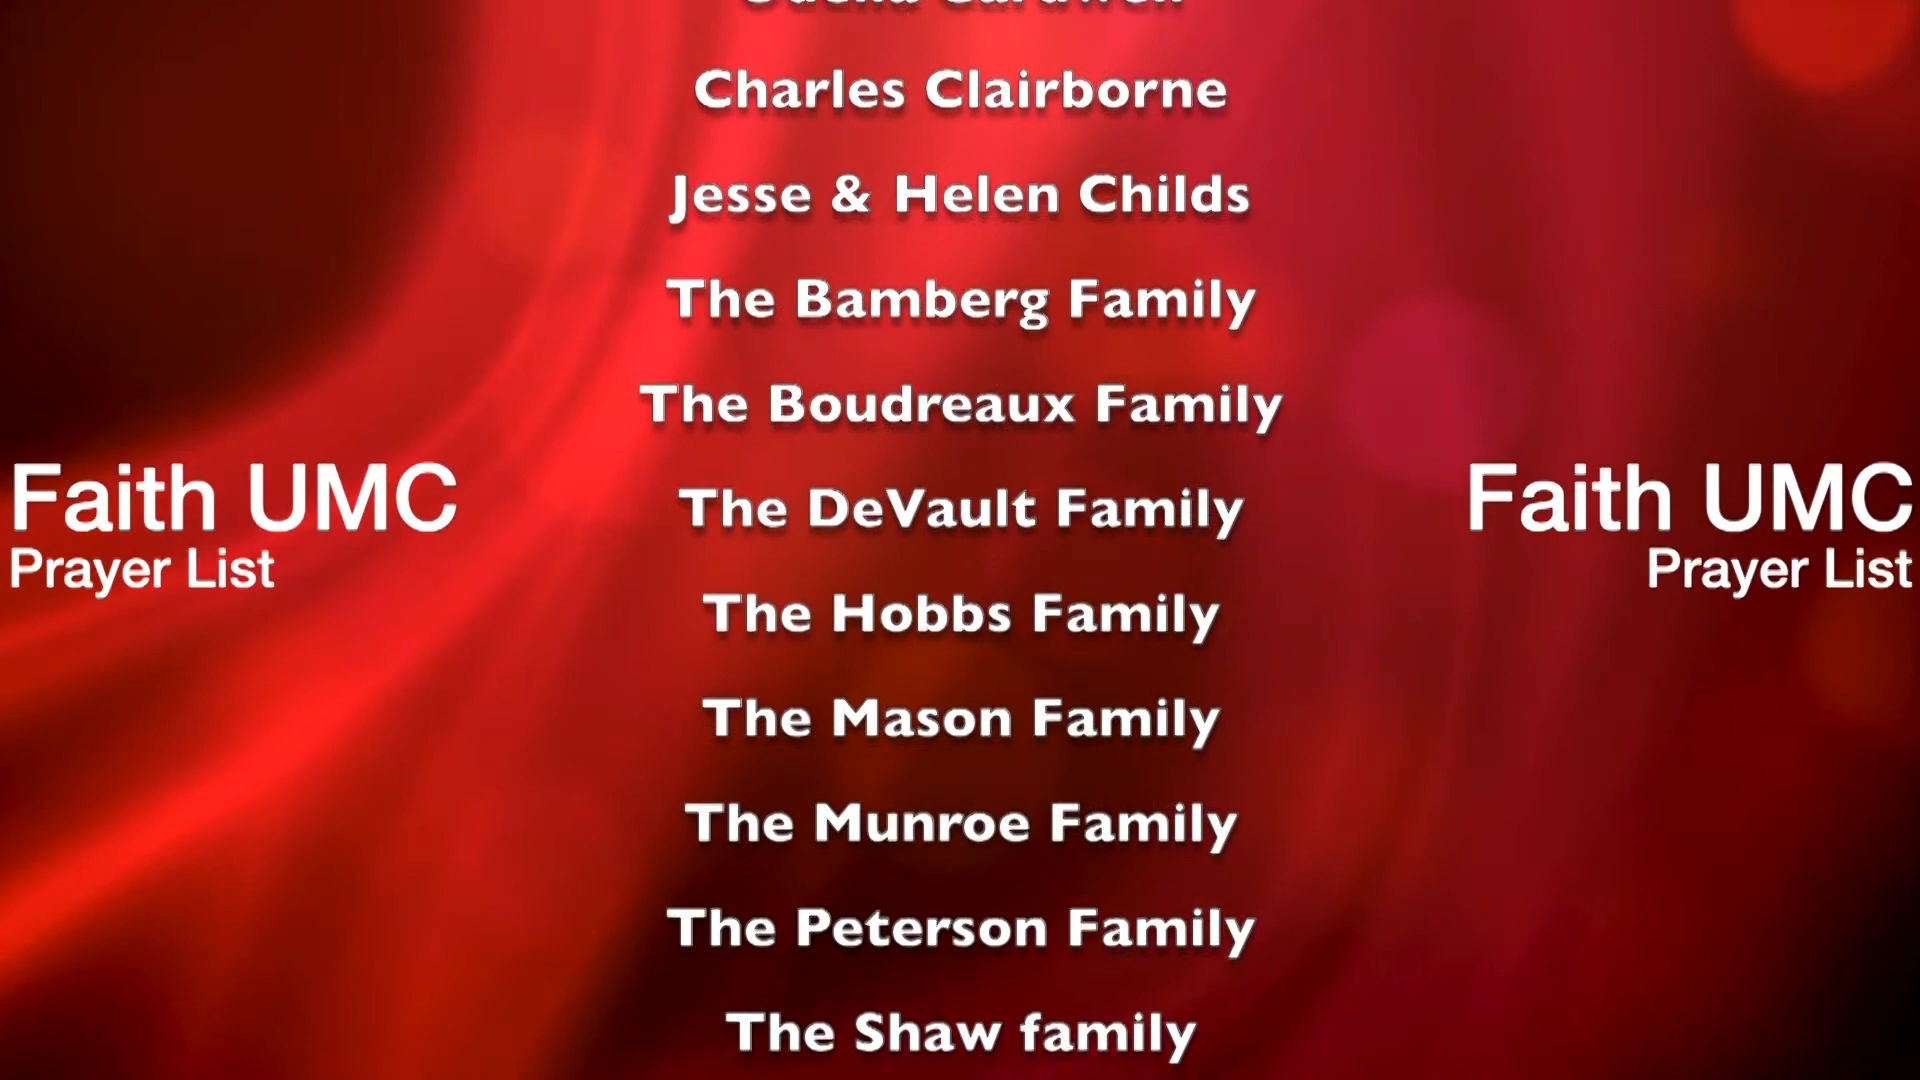 Charles Clairborne
Jesse & Helen Childs
The Bamberg Family
The Boudreaux Family
Faith UMC
Prayer List
The DeVault Family
Faith UMC
Prayer List
The Hobbs Family
The Mason Family
The Munroe Family
The Peterson Family
The Shaw family